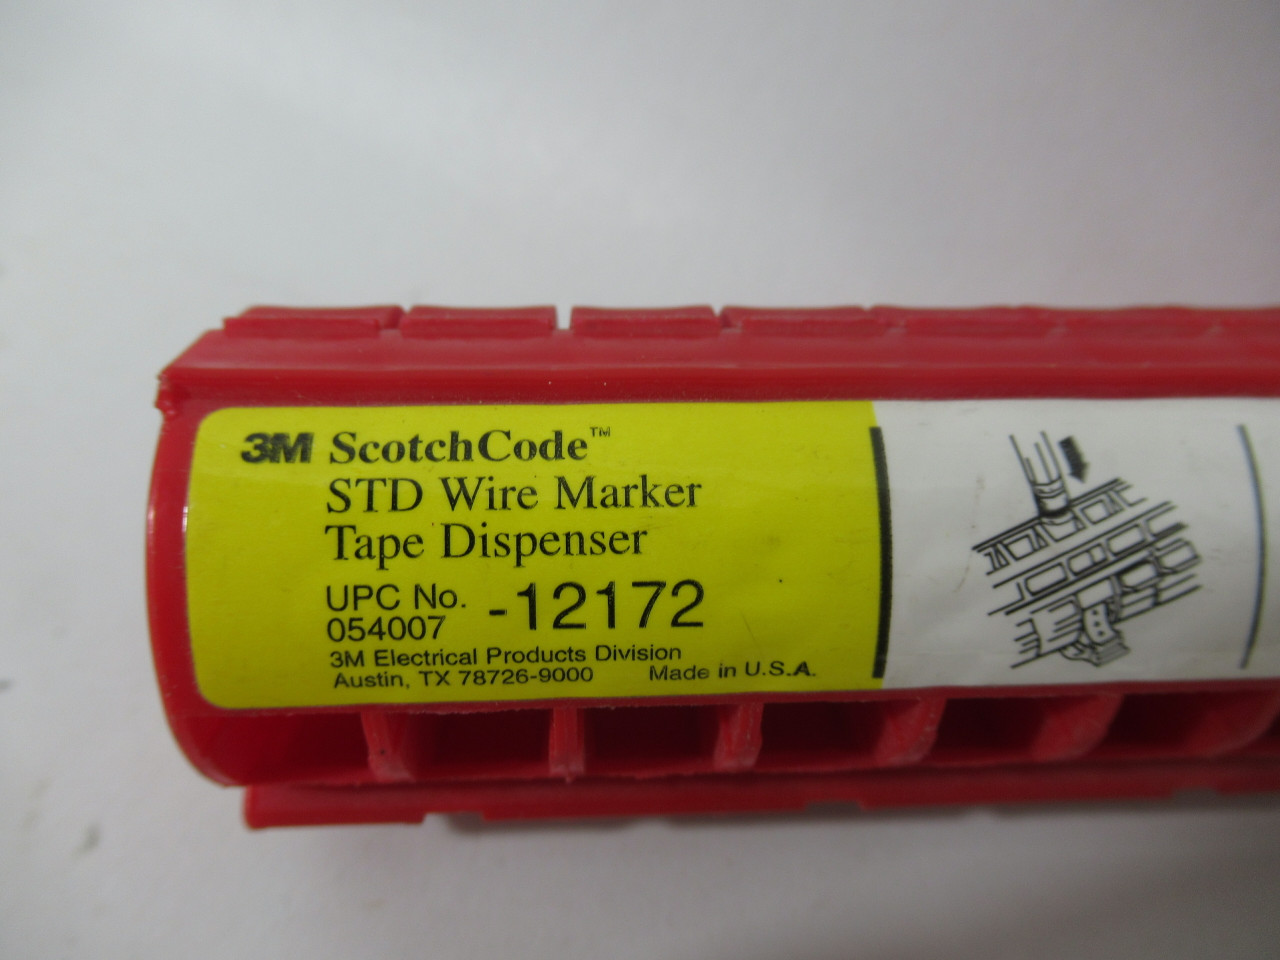 3M ScotchCode™
STD Wire Marker
Tape Dispenser
UPC No. -12172
054007
3M Electrical Products Division
Austin, TX 78726-9000 Made in U.S.A.